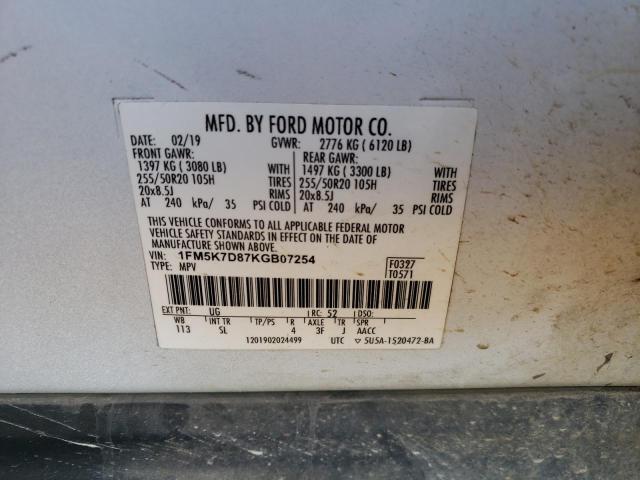 MFD. BY FORD MOTOR CO.
DATE: 02/19 GVWR: 2776 KG ( 6120 LB)
FRONT GAWR: REAR GAWR:
1397 KG ( 3080 LB) WITH 1497 KG ( 3300 LB) WITH
255/50R20 105H TIRES 255/50R20 105H TIRES
20x8.5J RIMS 20x8.5J RIMS
AT 240 kPa/ 35 PSI COLD AT 240 kPa/ 35 PSI COLD
THIS VEHICLE CONFORMS TO ALL APPLICABLE FEDERAL MOTOR
VEHICLE SAFETY STANDARDS IN EFFECT ON THE DATE OF
MANUFACTURE SHOWN ABOVE.
VIN: 1FM5K7D87KGB07254 F0327
TYPE: MPV T0571
EXT PNT: UG RC: 52 DSO:
WB INT TR TP/PS R AXLE TR SPR
113 SL 4 3F J AACC
1201902024499 UTC ▽ 5U5A-1520472-BA